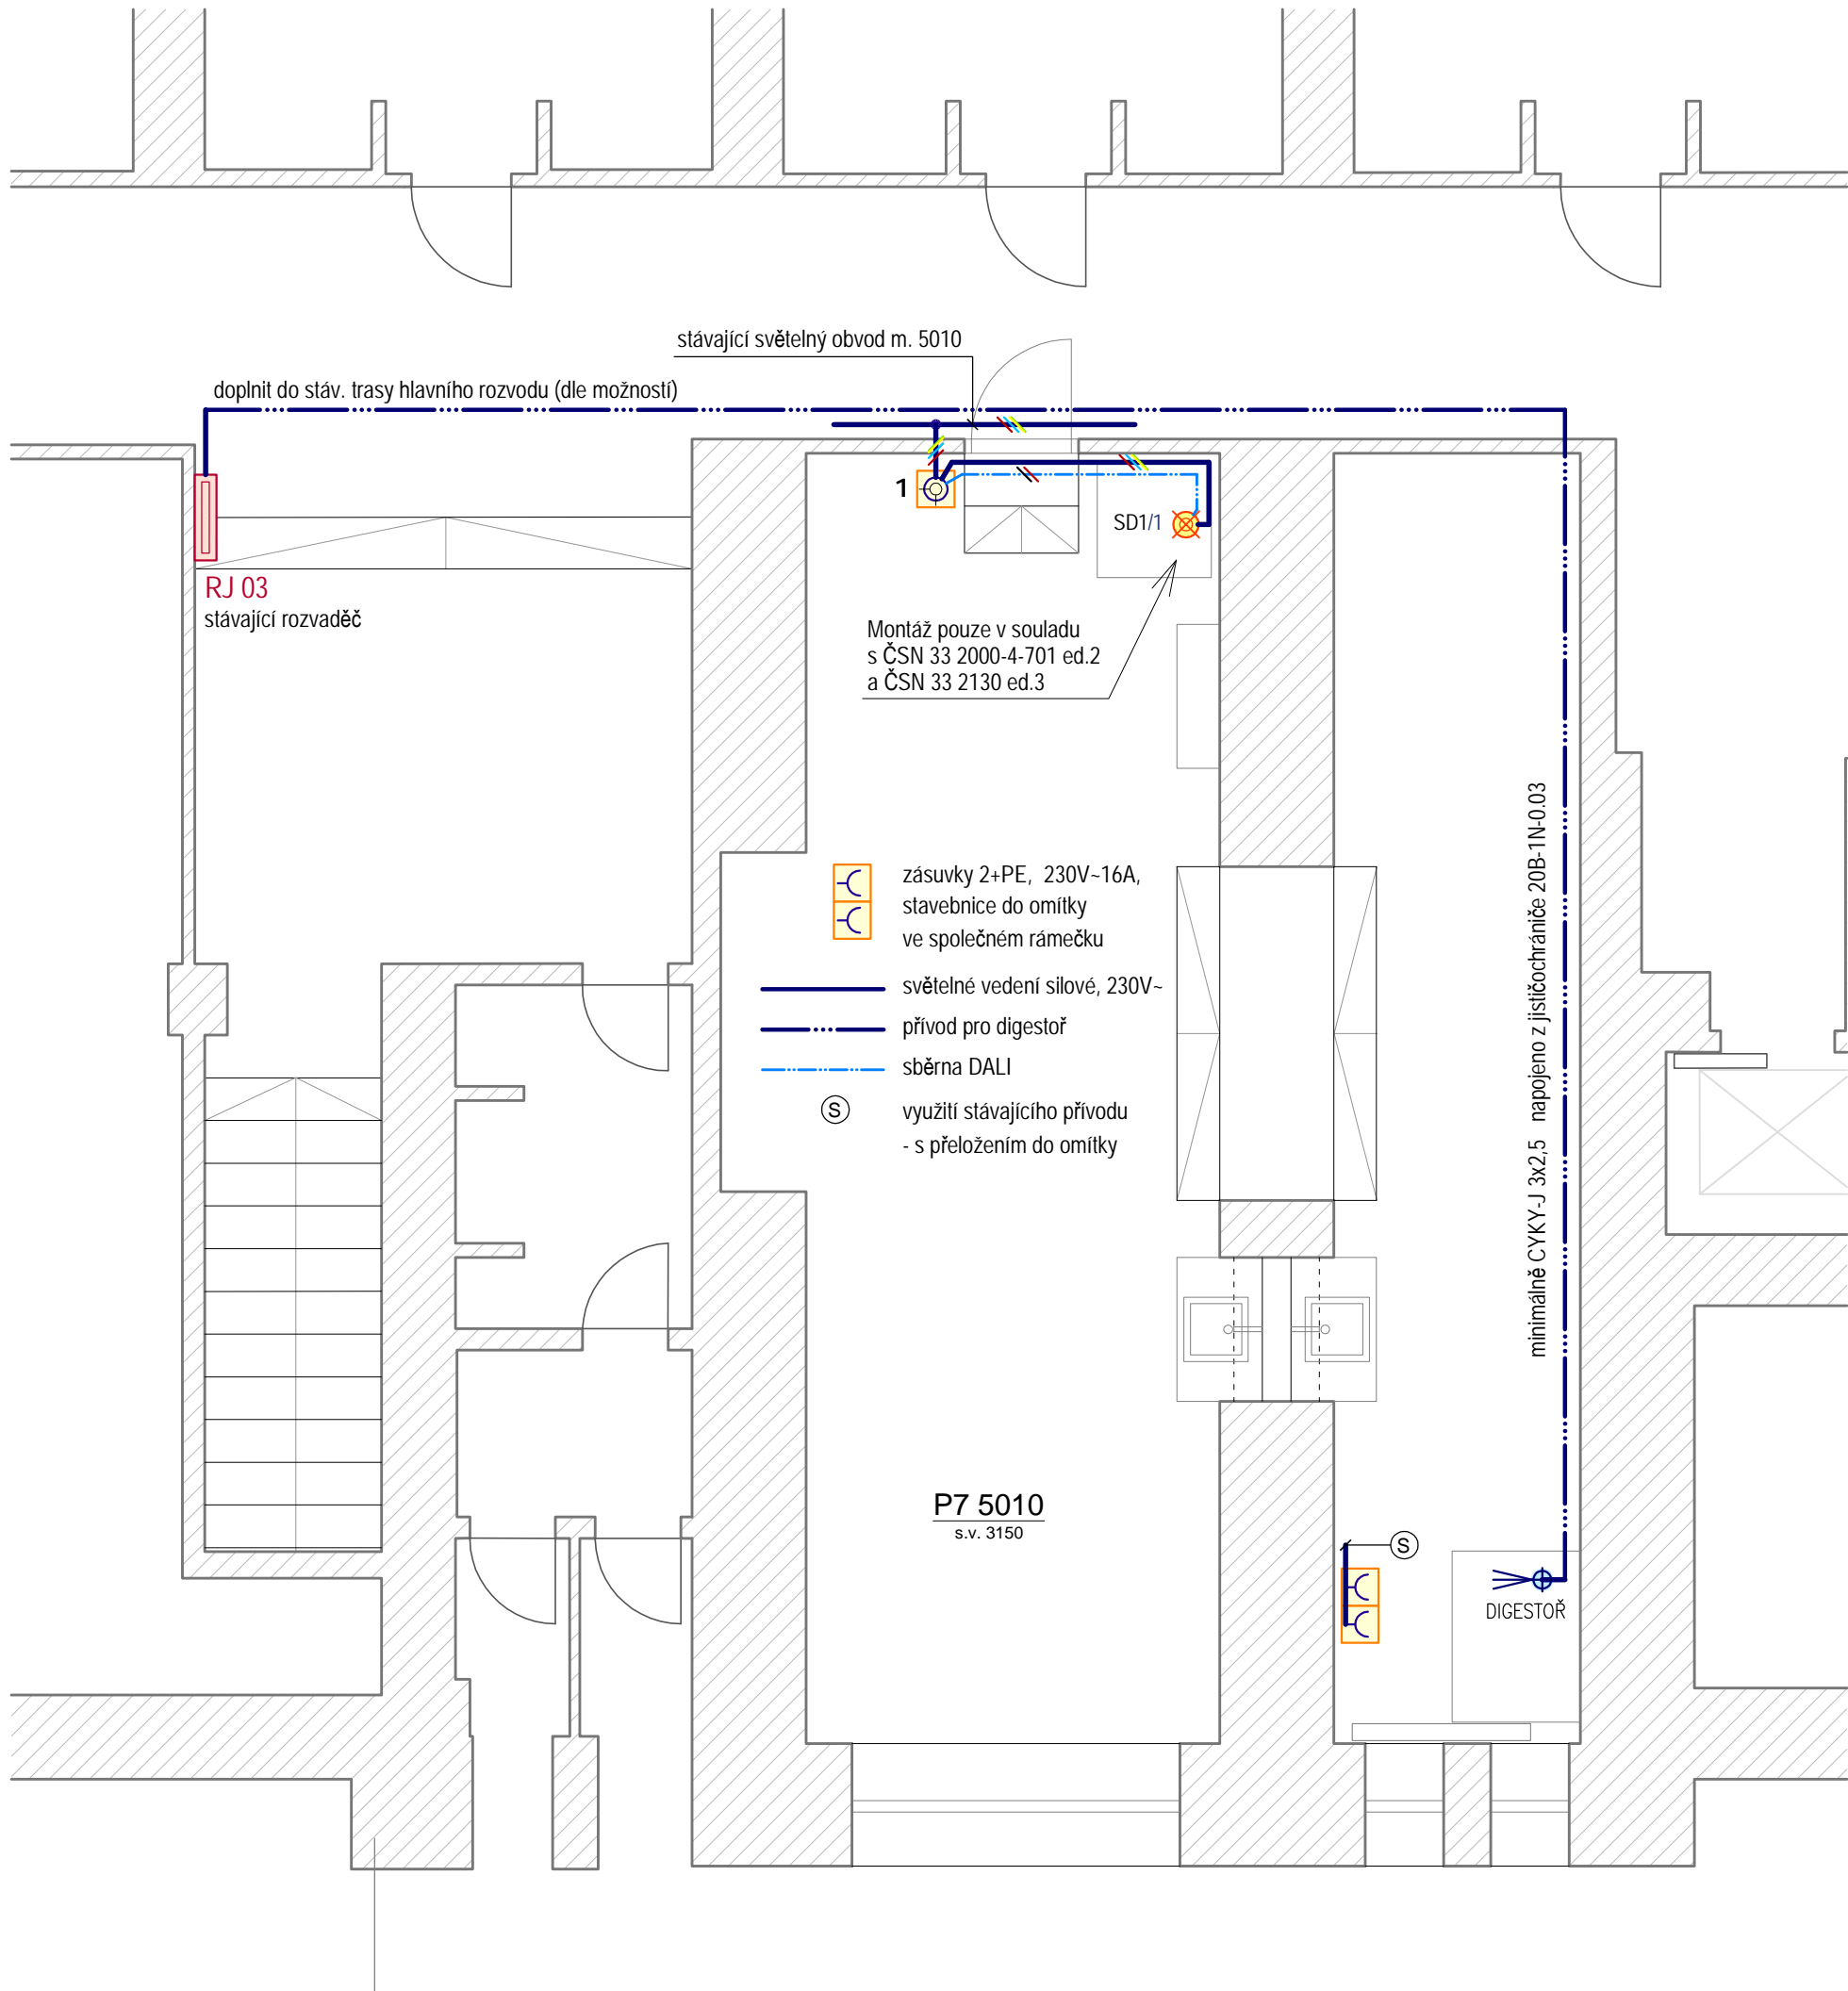 stávající světelný obvod m. 5010
doplnit do stáv. trasy hlavního rozvodu (dle možností)
1
SD1/1
RJ 03
stávající rozvaděč
Montáž pouze v souladu
s ČSN 33 2000-4-701 ed.2
a ČSN 33 2130 ed.3
zásuvky 2+PE, 230V~16A,
stavebnice do omítky
ve společném rámečku
světelné vedení silové, 230V~
přívod pro digestoř
sběrna DALI
S
využití stávajícího přívodu
- s přeložením do omítky
minimálně CYKY-J 3x2,5 napojeno z jističochrániče 20B-1N-0.03
P7 5010
s.v. 3150
S
DIGESTOŘ